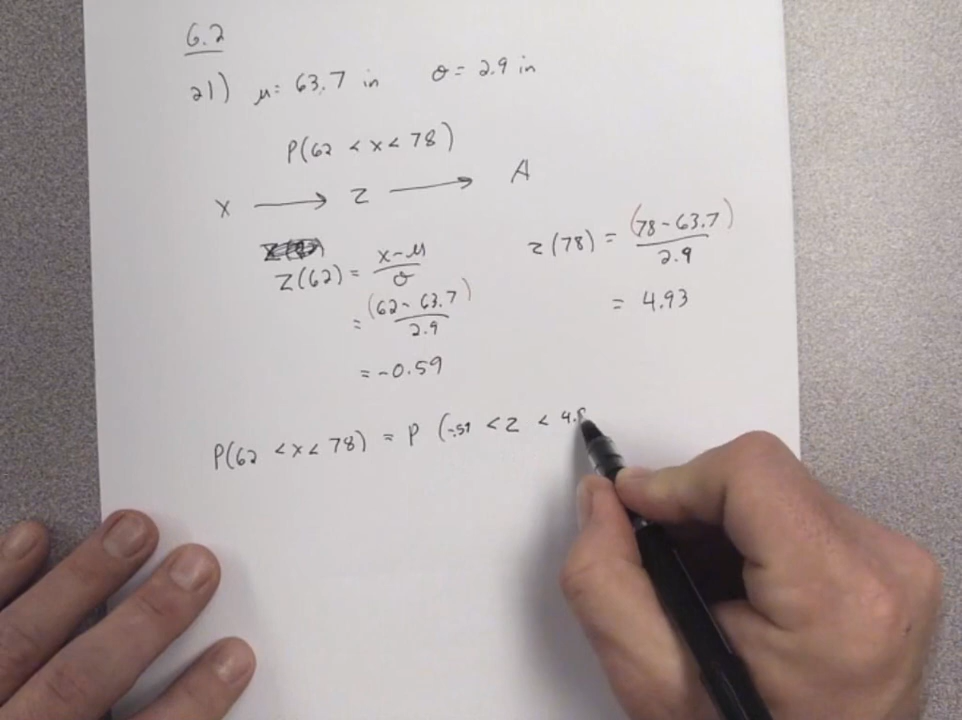 6.2
21) μ= 63.7 in σ= 2.9 in
P(62 < x < 78)
x → z → A
z(62) = x-μ / σ
z(78) = (78-63.7) / 2.9
= (62- 63.7) / 2.9
= 4.93
= -0.59
P(62 < x < 78) = P (-.59 < z < 4.9